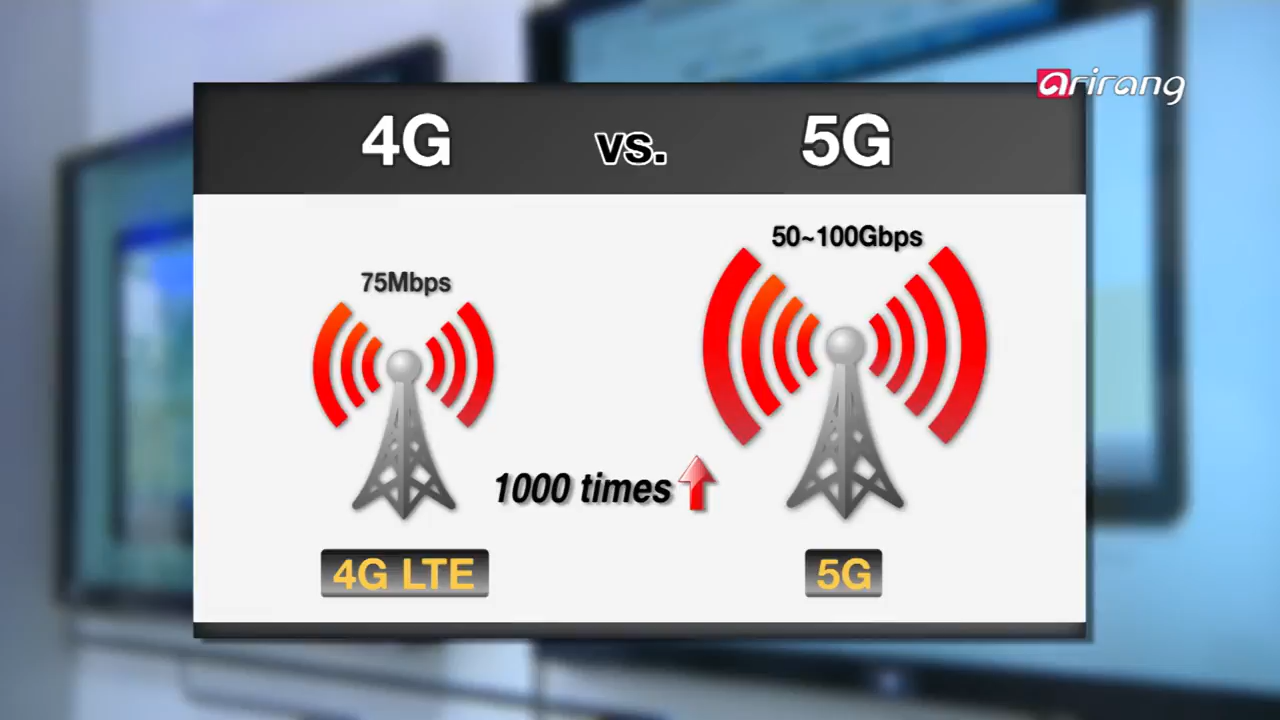 arirang
4G vs. 5G
50~100Gbps
75Mbps
1000 times
4G LTE
5G